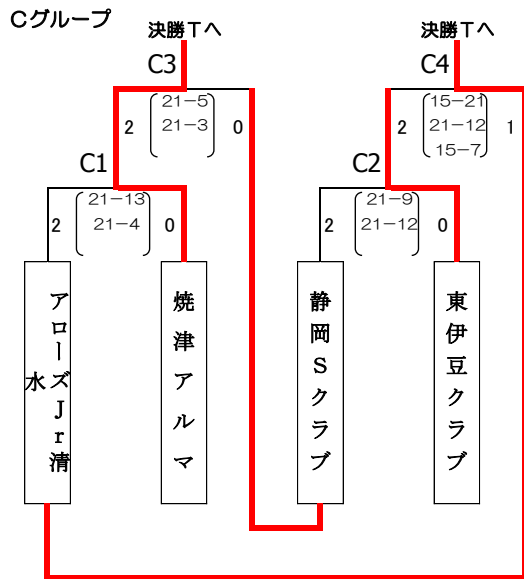 Cグループ
決勝Tへ
決勝Tへ
C3
C4
2
21-5
21-3
0
2
15-21
21-12
15-7
1
C1
C2
2
21-13
21-4
0
2
21-9
21-12
0
アローズJr清水
焼津アルマ
静岡Sクラブ
東伊豆クラブ